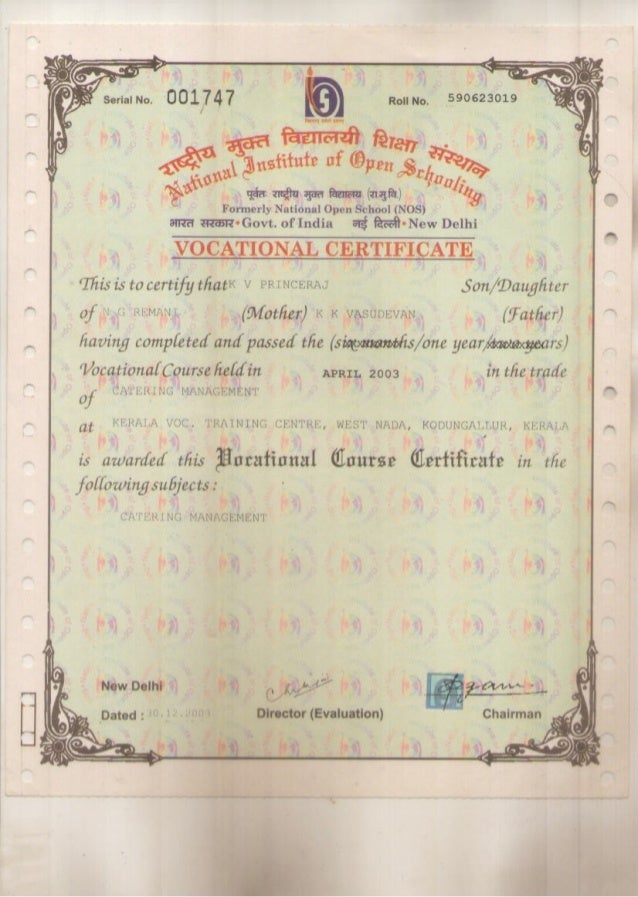 Serial No. 001747
Roll No. 590623019
राष्ट्रीय मुक्त विद्यालयी शिक्षा संस्थान
National Institute of Open Schooling
पूर्वतः राष्ट्रीय मुक्त विद्यालय (रा.मु.वि.)
Formerly National Open School (NOS)
भारत सरकार • Govt. of India नई दिल्ली • New Delhi
VOCATIONAL CERTIFICATE
This is to certify that K V PRINCERAJ Son/Daughter
of N G REMANI (Mother) K K VASUDEVAN (Father)
having completed and passed the (six months/one year/two years)
Vocational Course held in APRIL 2003 in the trade
of CATERING MANAGEMENT
at KERALA VOC. TRAINING CENTRE, WEST NADA, KODUNGALLUR, KERALA
is awarded this Vocational Course Certificate in the
following subjects :
CATERING MANAGEMENT
New Delhi
Dated : 30.12.2003 Director (Evaluation) Chairman